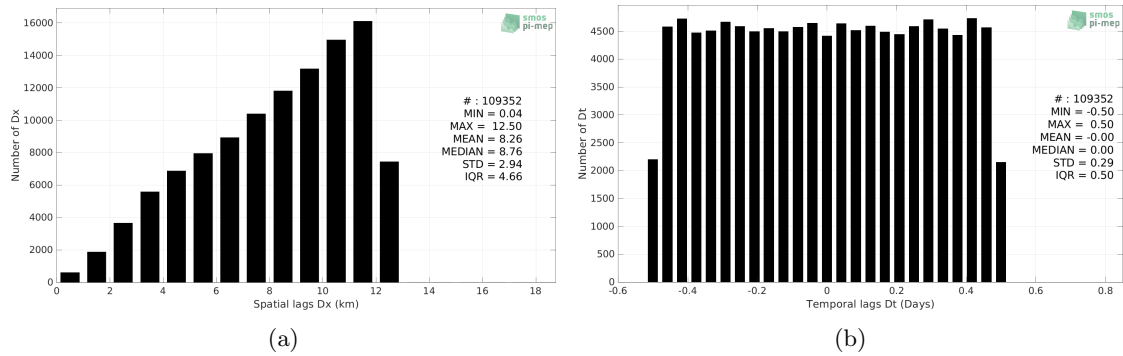 smos
pi-mep
16000
14000
12000
10000
8000
6000
4000
2000
0
Number of Dx
# : 109352
MIN = 0.04
MAX = 12.50
MEAN = 8.26
MEDIAN = 8.76
STD = 2.94
IQR = 4.66
0 2 4 6 8 10 12 14 16 18
Spatial lags Dx (km)
(a)
smos
pi-mep
4500
4000
3500
3000
2500
2000
1500
1000
500
0
Number of Dt
# : 109352
MIN = -0.50
MAX = 0.50
MEAN = -0.00
MEDIAN = 0.00
STD = 0.29
IQR = 0.50
-0.6 -0.4 -0.2 0 0.2 0.4 0.6 0.8
Temporal lags Dt (Days)
(b)